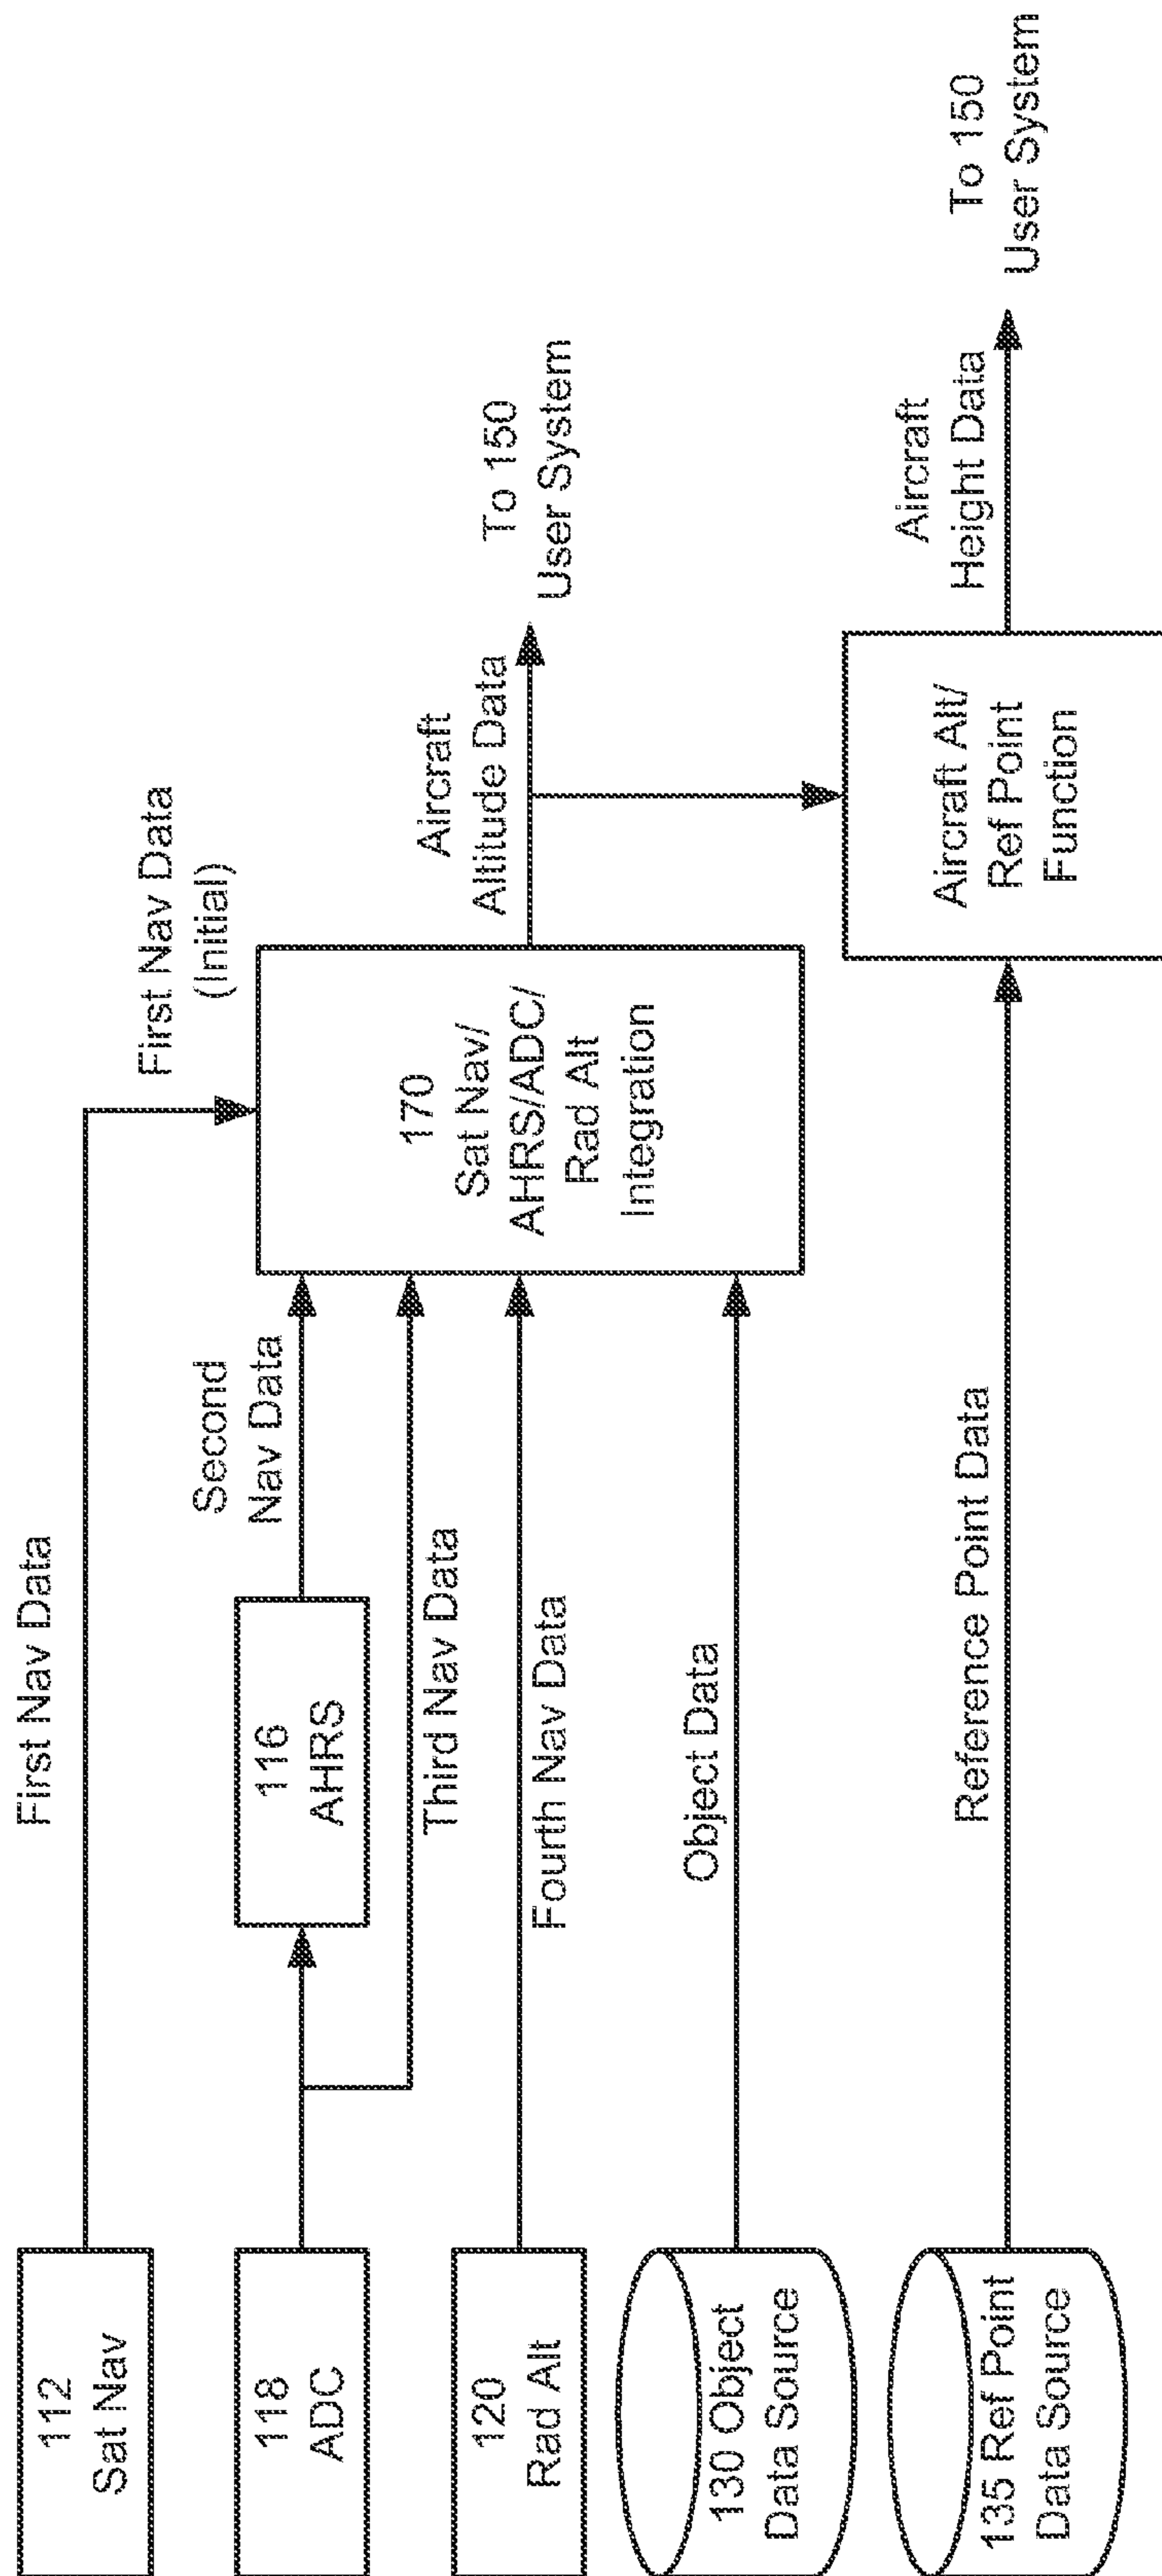 112
Sat Nav
First Nav Data
First Nav Data
(Initial)
118
ADC
116
AHRS
Second
Nav Data
Third Nav Data
120
Rad Alt
Fourth Nav Data
130 Object
Data Source
Object Data
170
Sat Nav/
AHRS/ADC/
Rad Alt
Integration
Aircraft
Altitude Data
To 150
User System
135 Ref Point
Data Source
Reference Point Data
Aircraft Alt/
Ref Point
Function
Aircraft
Height Data
To 150
User System